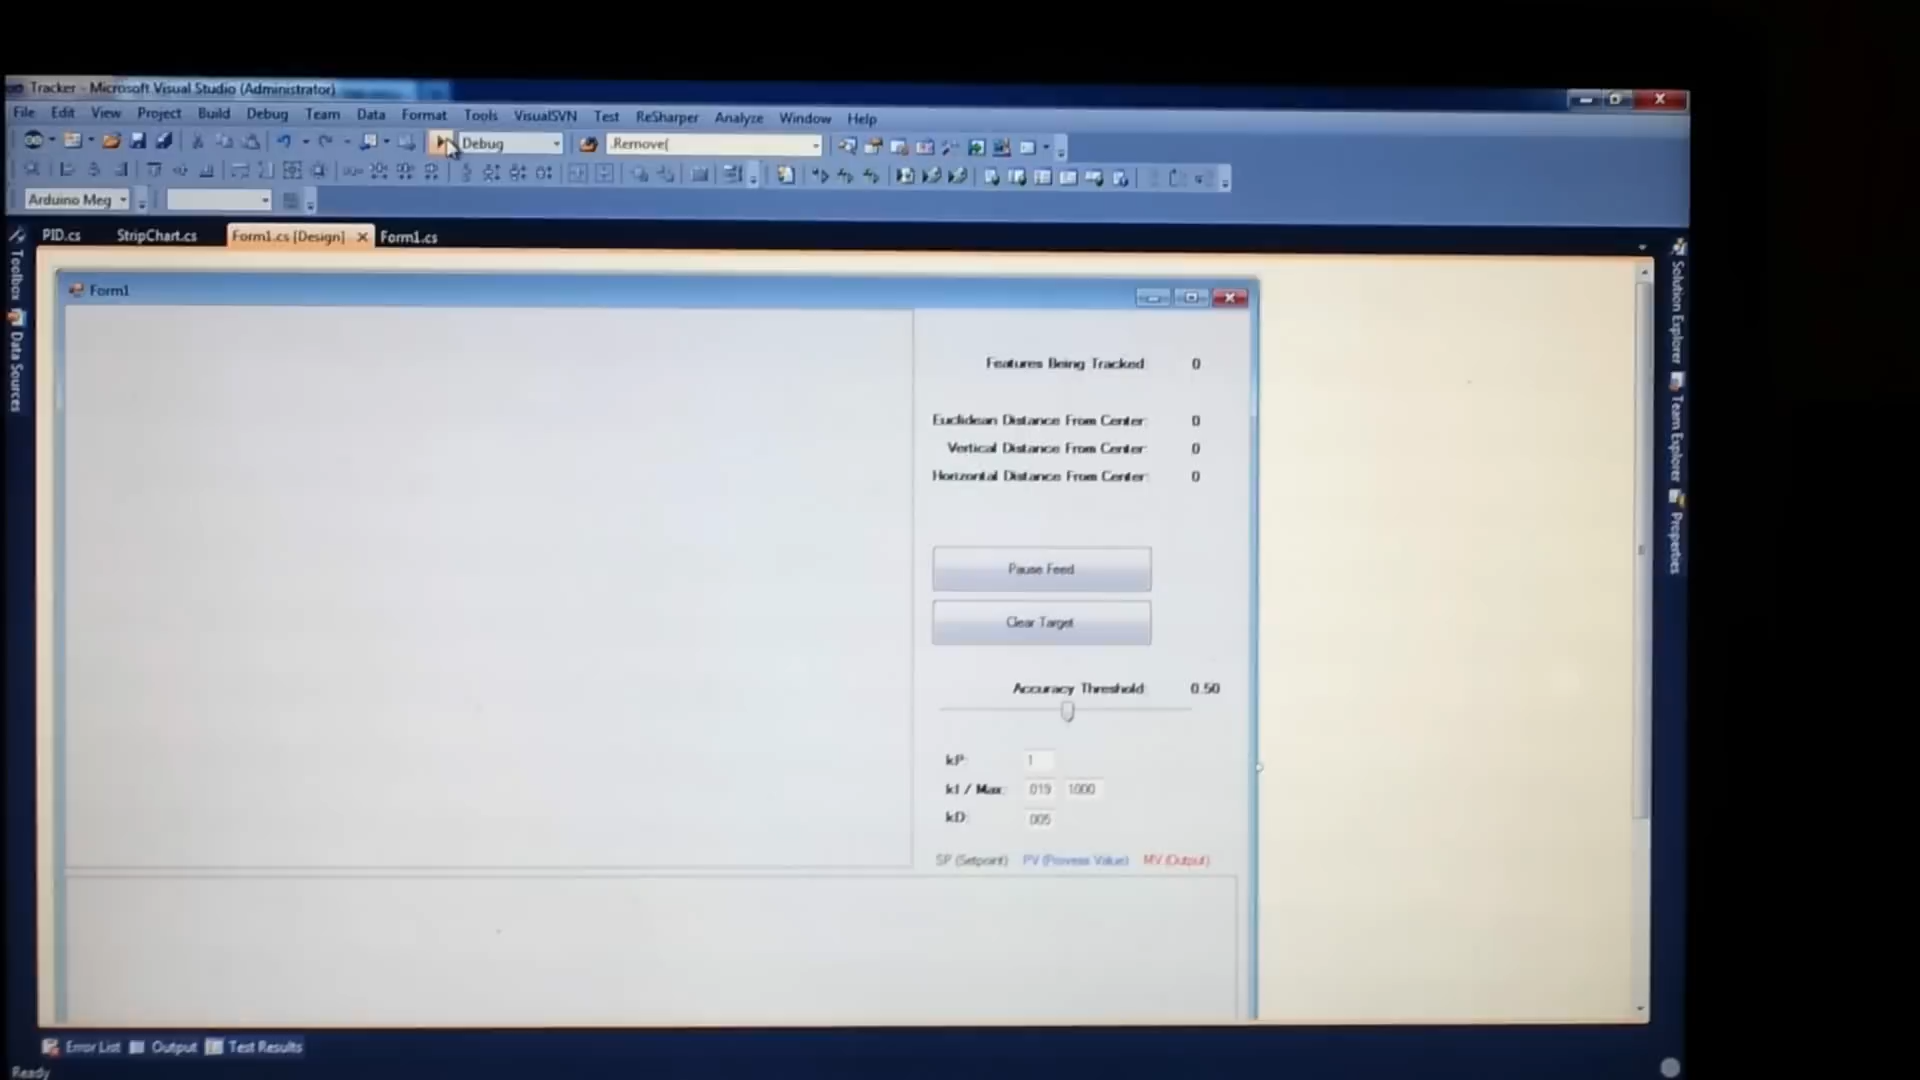 Tracker - Microsoft Visual Studio (Administrator)
File Edit View Project Build Debug Team Data Format Tools VisualSVN Test ReSharper Analyze Window Help
Debug .Remove(
Arduino Meg
PID.cs StripChart.cs Form1.cs [Design] Form1.cs
Toolbox
Data Sources
Solution Explorer
Team Explorer
Properties
Form1
Features Being Tracked: 0
Euclidean Distance From Center: 0
Vertical Distance From Center: 0
Horizontal Distance From Center: 0
Pause Feed
Clear Target
Accuracy Threshold: 0.50
kP: 1
kI / Max: .019 1000
kD: .005
SP (Setpoint) PV (Process Value) MV (Output)
Error List Output Test Results
Ready